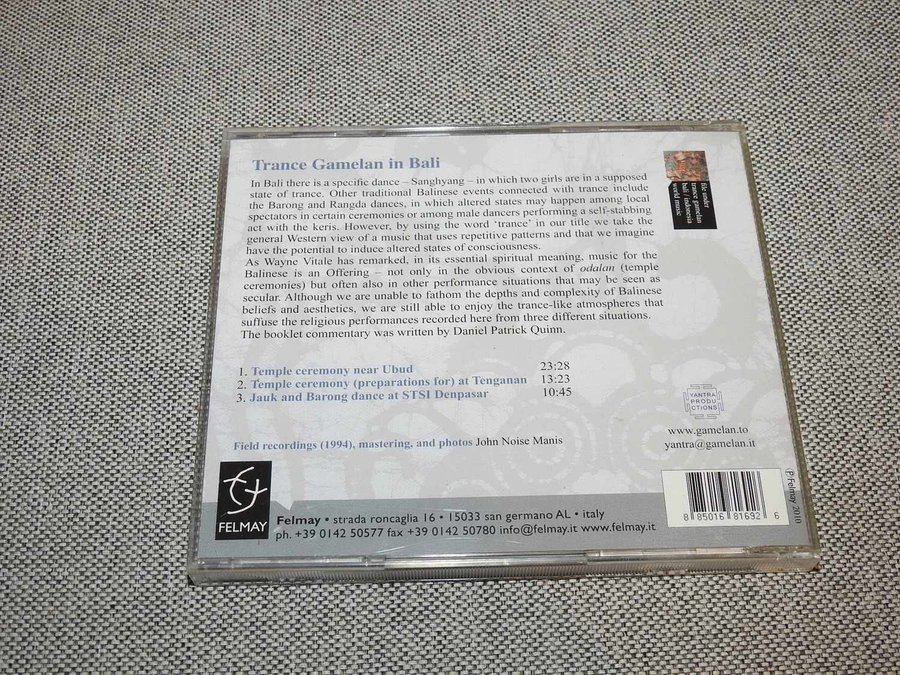 Trance Gamelan in Bali
In Bali there is a specific dance – Sanghyang – in which two girls are in a supposed
state of trance. Other traditional Balinese events connected with trance include
the Barong and Rangda dances, in which altered states may happen among local
spectators in certain ceremonies or among male dancers performing a self-stabbing
act with the keris. However, by using the word ‘trance’ in our title we take the
general Western view of a music that uses repetitive patterns and that we imagine
have the potential to induce altered states of consciousness.
As Wayne Vitale has remarked, in its essential spiritual meaning, music for the
Balinese is an Offering – not only in the obvious context of odalan (temple
ceremonies) but often also in other performance situations that may be seen as
secular. Although we are unable to fathom the depths and complexity of Balinese
beliefs and aesthetics, we are still able to enjoy the trance-like atmospheres that
suffuse the religious performances recorded here from three different situations.
The booklet commentary was written by Daniel Patrick Quinn.
file under
trance gamelan
bali / indonesia
world music
1. Temple ceremony near Ubud 23:28
2. Temple ceremony (preparations for) at Tenganan 13:23
3. Jauk and Barong dance at STSI Denpasar 10:45
Field recordings (1994), mastering, and photos John Noise Manis
YANTRA
PRODU
CTIONS
www.gamelan.to
yantra@gamelan.it
FELMAY
Felmay • strada roncaglia 16 • 15033 san germano AL • italy
ph. +39 0142 50577 fax +39 0142 50780 info@felmay.it www.felmay.it
8 85016 81692 6
℗ Felmay 2010